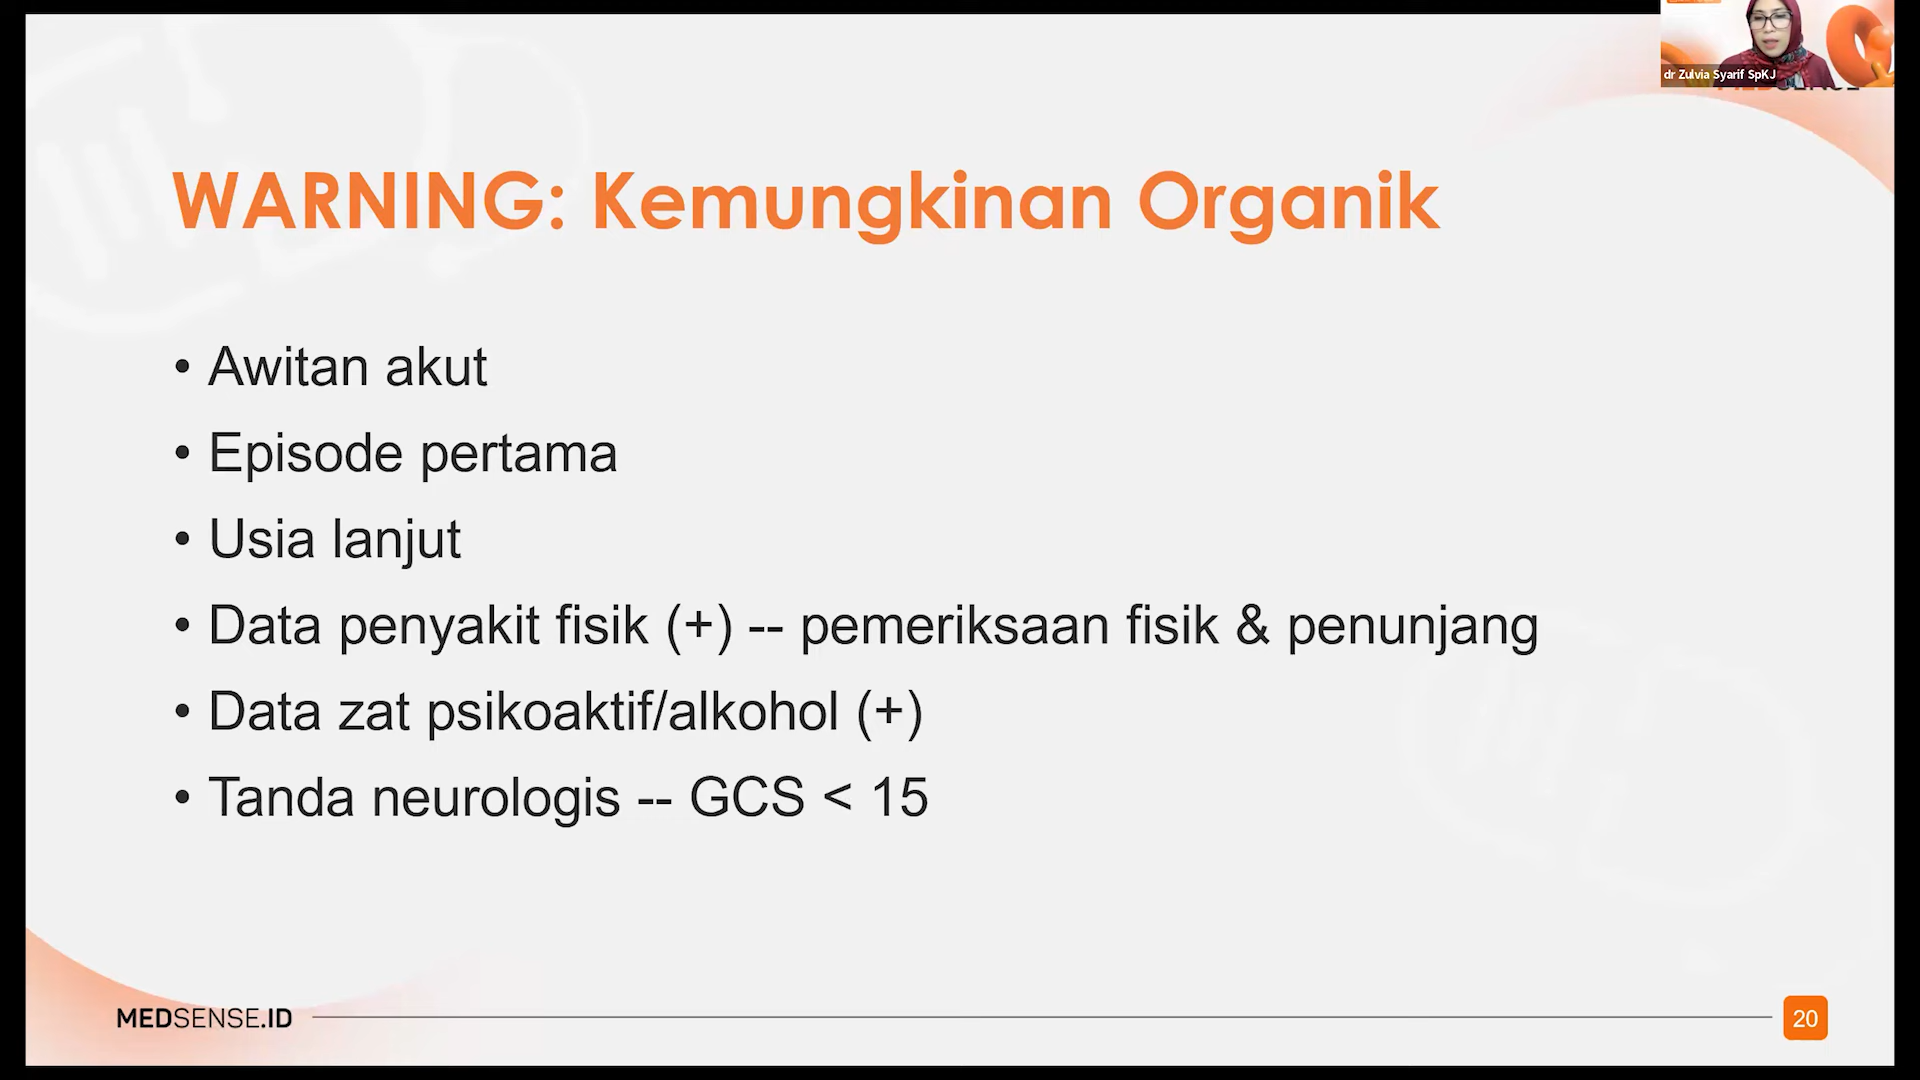 dr Zulvia Syarif SpKJ
WARNING: Kemungkinan Organik
• Awitan akut
• Episode pertama
• Usia lanjut
• Data penyakit fisik (+) -- pemeriksaan fisik & penunjang
• Data zat psikoaktif/alkohol (+)
• Tanda neurologis -- GCS < 15
MEDSENSE.ID
20